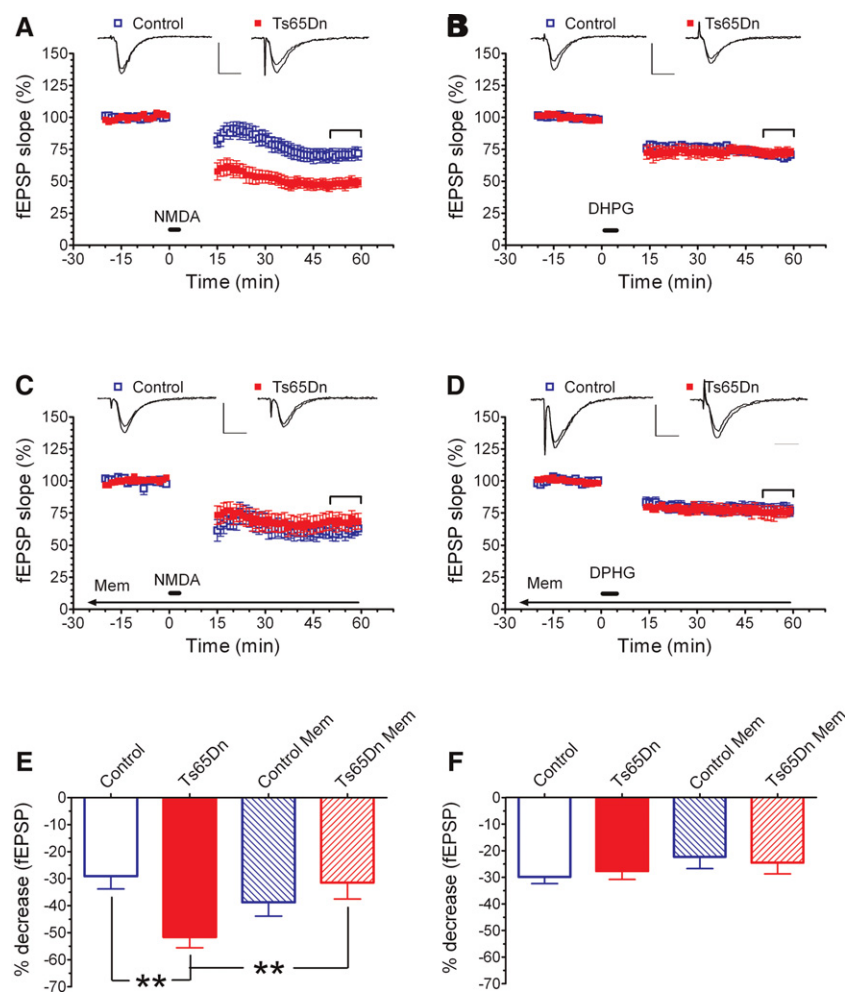 A
Control
Ts65Dn
fEPSP slope (%)
150
125
100
75
50
25
0
NMDA
-30
-15
0
15
30
45
60
Time (min)
B
Control
Ts65Dn
fEPSP slope (%)
150
125
100
75
50
25
0
DHPG
-30
-15
0
15
30
45
60
Time (min)
C
Control
Ts65Dn
fEPSP slope (%)
150
125
100
75
50
25
0
Mem
NMDA
-30
-15
0
15
30
45
60
Time (min)
D
Control
Ts65Dn
fEPSP slope (%)
150
125
100
75
50
25
0
Mem
DPHG
-30
-15
0
15
30
45
60
Time (min)
E
Control
Ts65Dn
Control Mem
Ts65Dn Mem
% decrease (fEPSP)
0
-10
-20
-30
-40
-50
-60
-70
**
**
F
Control
Ts65Dn
Control Mem
Ts65Dn Mem
% decrease (fEPSP)
0
-10
-20
-30
-40
-50
-60
-70